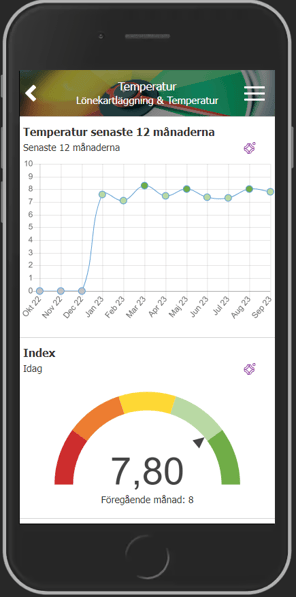 Temperatur
Lönekartläggning & Temperatur
Temperatur senaste 12 månaderna
Senaste 12 månaderna
10
9
8
7
6
5
4
3
2
1
0
Okt 22
Nov 22
Dec 22
Jan 23
Feb 23
Mar 23
Apr 23
Maj 23
Jun 23
Jul 23
Aug 23
Sep 23
Index
Idag
7,80
Föregående månad: 8